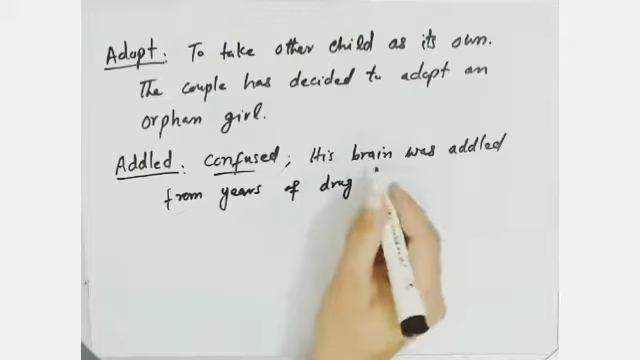 Adopt: To take other child as its own.
The couple has decided to adopt an
orphan girl.
Addled: Confused; His brain was addled
from years of drug